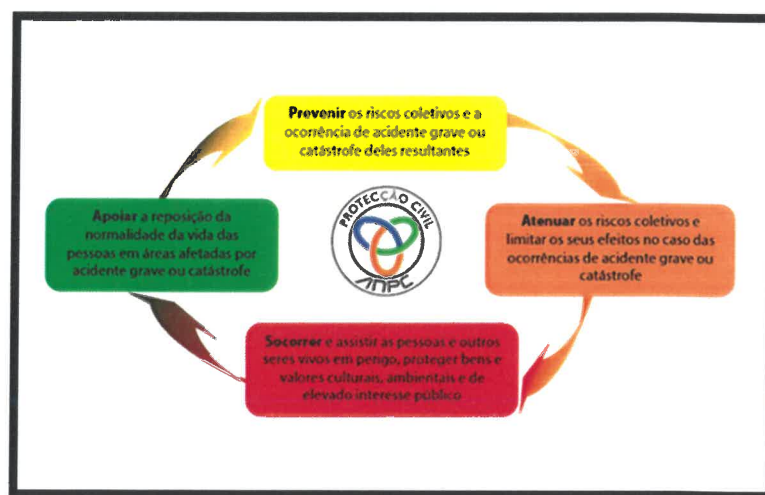 Prevenir os riscos coletivos e a
ocorrência de acidente grave ou
catástrofe deles resultantes
Apoiar a reposição da
normalidade da vida das
pessoas em áreas afetadas por
acidente grave ou catástrofe
PROTECÇÃO CIVIL
ANPC
Atenuar os riscos coletivos e
limitar os seus efeitos no caso das
ocorrências de acidente grave ou
catástrofe
Socorrer e assistir as pessoas e outros
seres vivos em perigo, proteger bens e
valores culturais, ambientais e de
elevado interesse público